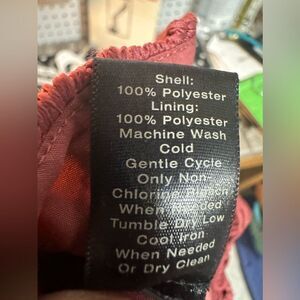 Shell:
100% Polyester
Lining:
100% Polyester
Machine Wash
Cold
Gentle Cycle
Only Non-
Chlorine Bleach
When Needed
Tumble Dry Low
Cool Iron
When Needed
Or Dry Clean